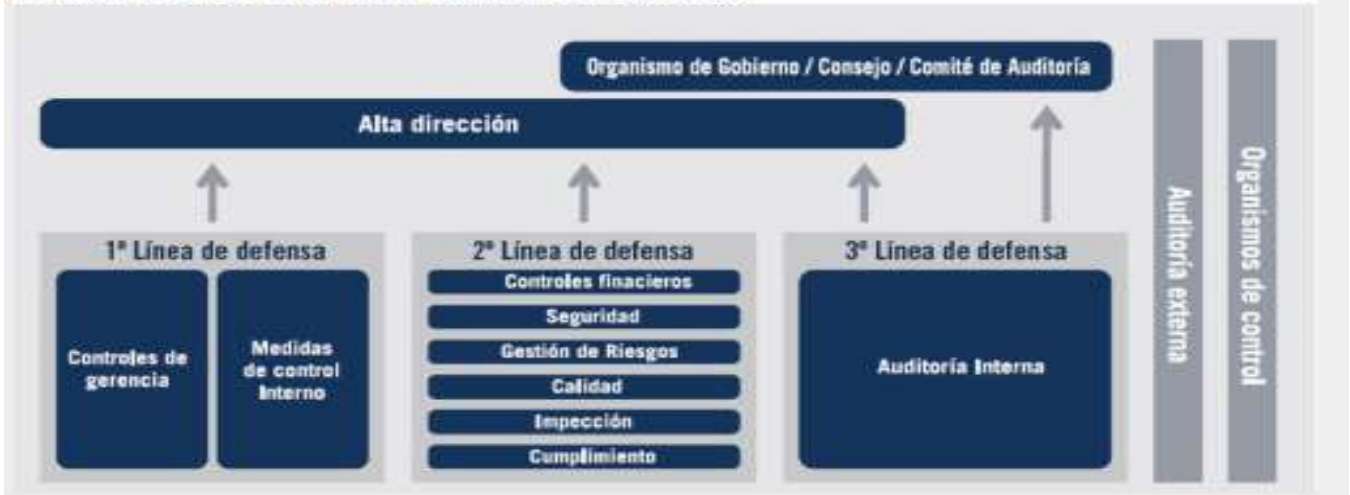 Organismo de Gobierno / Consejo / Comité de Auditoría
Alta dirección
1ª Línea de defensa
Controles de
gerencia
Medidas
de control
Interno
2ª Línea de defensa
Controles finacieros
Seguridad
Gestión de Riesgos
Calidad
Impección
Cumplimiento
3ª Línea de defensa
Auditoría Interna
Auditoría externa
Organismos de control